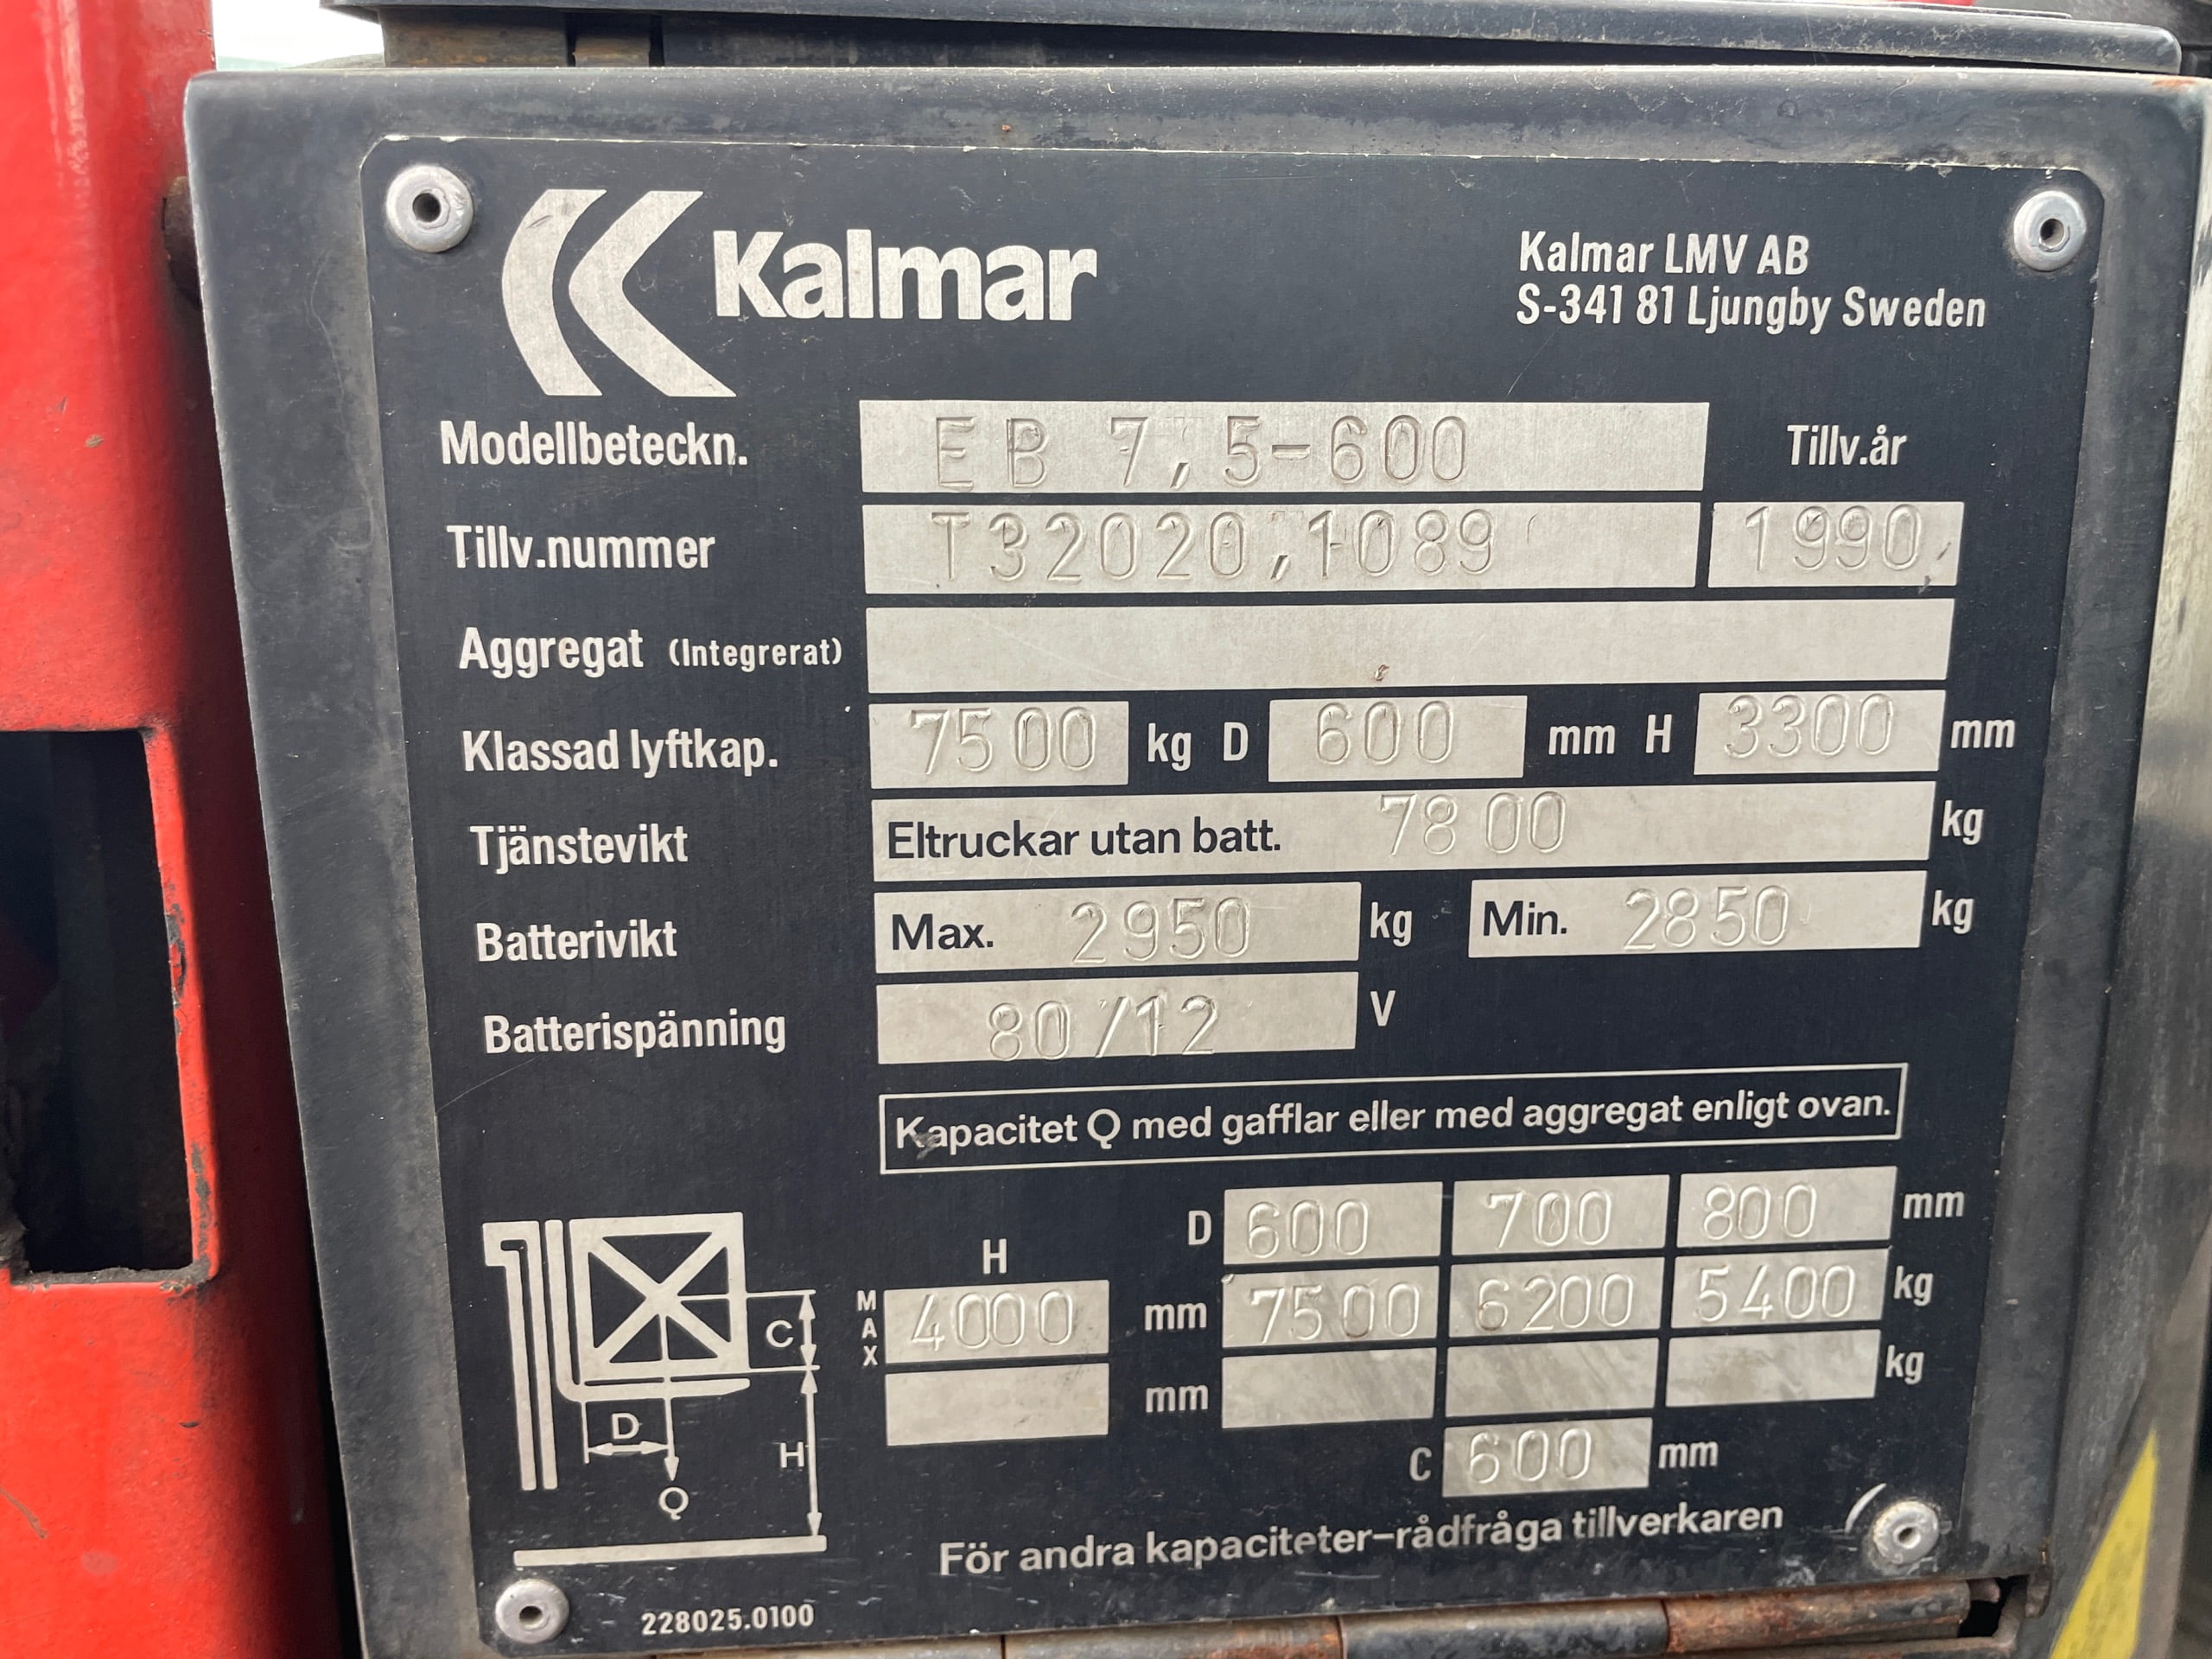 Kalmar
Kalmar LMV AB
S-341 81 Ljungby Sweden
Modellbeteckn. EB 7,5-600 Tillv.år
Tillv.nummer T32020,1089 1990
Aggregat (Integrerat)
Klassad lyftkap. 7500 kg D 600 mm H 3300 mm
Tjänstevikt Eltruckar utan batt. 7800 kg
Batterivikt Max. 2950 kg Min. 2850 kg
Batterispänning 80/12 V
Kapacitet Q med gafflar eller med aggregat enligt ovan.
H D 600 700 800 mm
MAX 4000 mm 7500 6200 5400 kg
mm kg
C 600 mm
C
D
H
Q
För andra kapaciteter-rådfråga tillverkaren
228025.0100